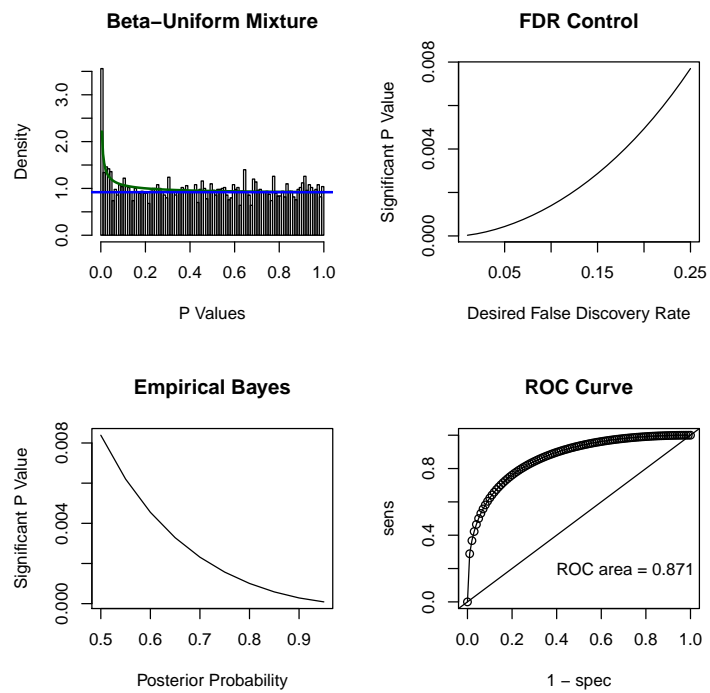 Beta−Uniform Mixture
Density
0.0 1.0 2.0 3.0
0.0 0.2 0.4 0.6 0.8 1.0
P Values
FDR Control
Significant P Value
0.000 0.004 0.008
0.05 0.15 0.25
Desired False Discovery Rate
Empirical Bayes
Significant P Value
0.000 0.004 0.008
0.5 0.6 0.7 0.8 0.9
Posterior Probability
ROC Curve
sens
0.0 0.4 0.8
ROC area = 0.871
0.0 0.2 0.4 0.6 0.8 1.0
1 − spec